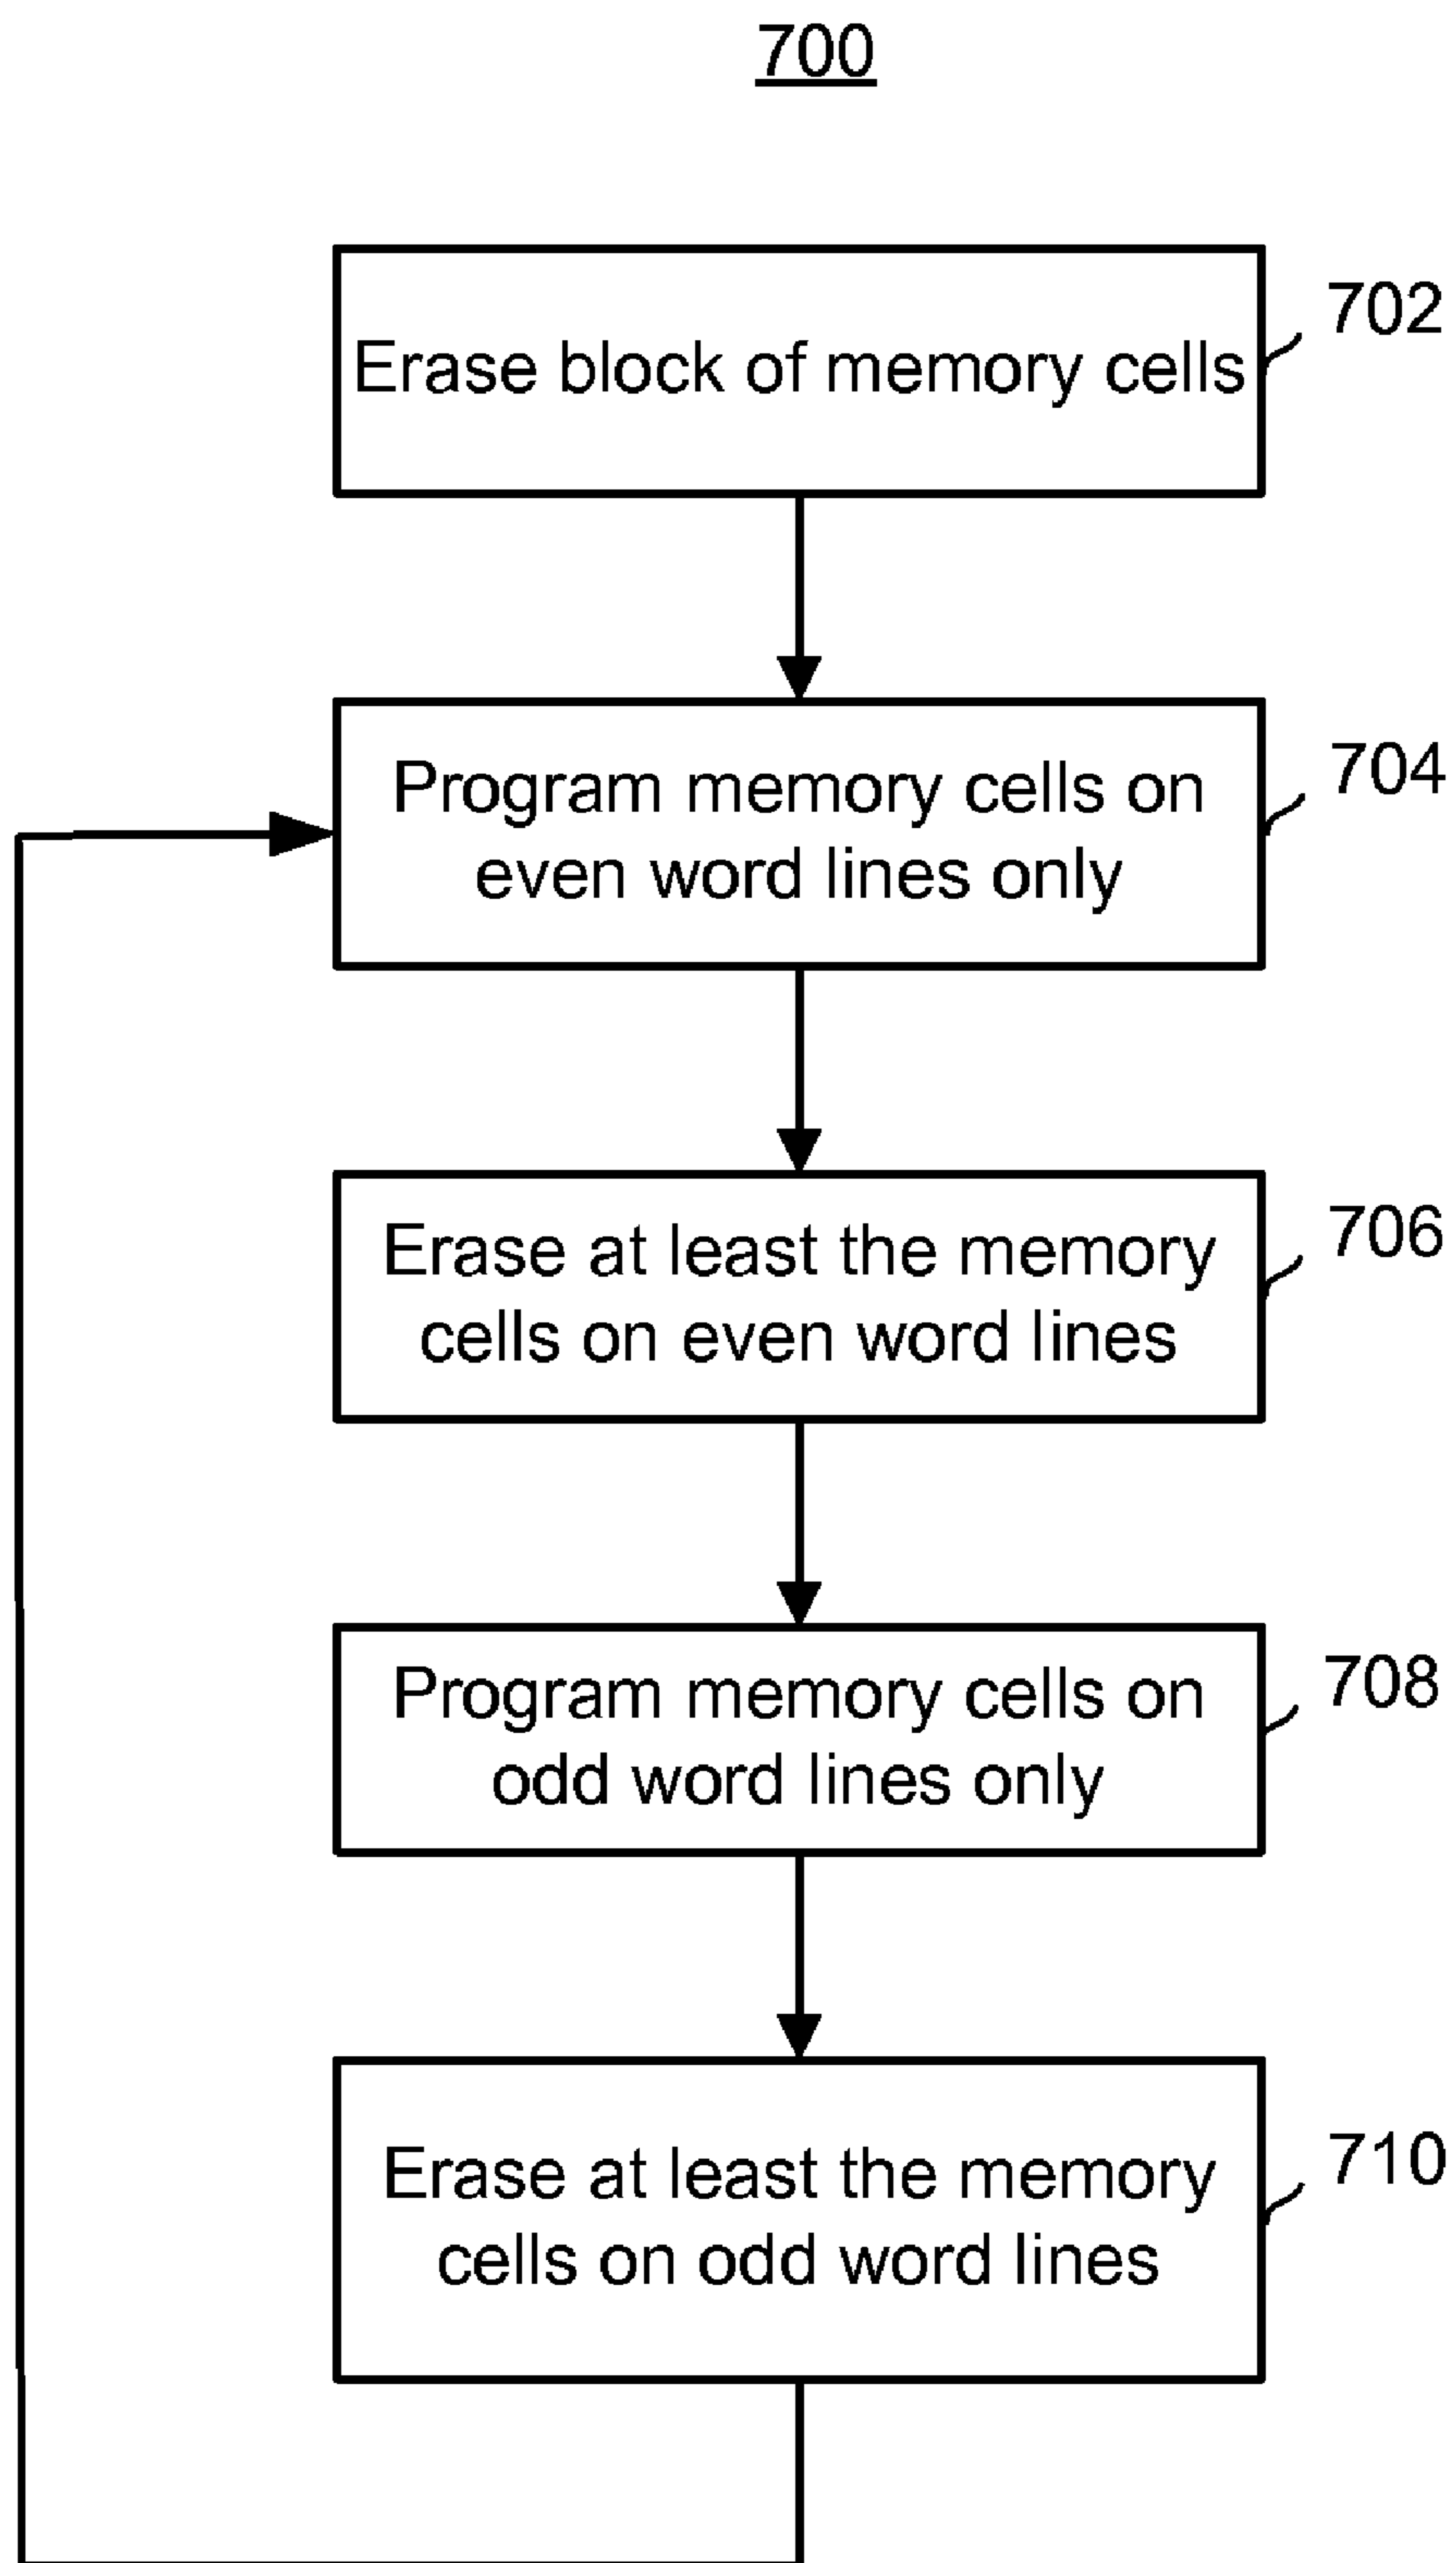 700
Erase block of memory cells
702
Program memory cells on
even word lines only
704
Erase at least the memory
cells on even word lines
706
Program memory cells on
odd word lines only
708
Erase at least the memory
cells on odd word lines
710